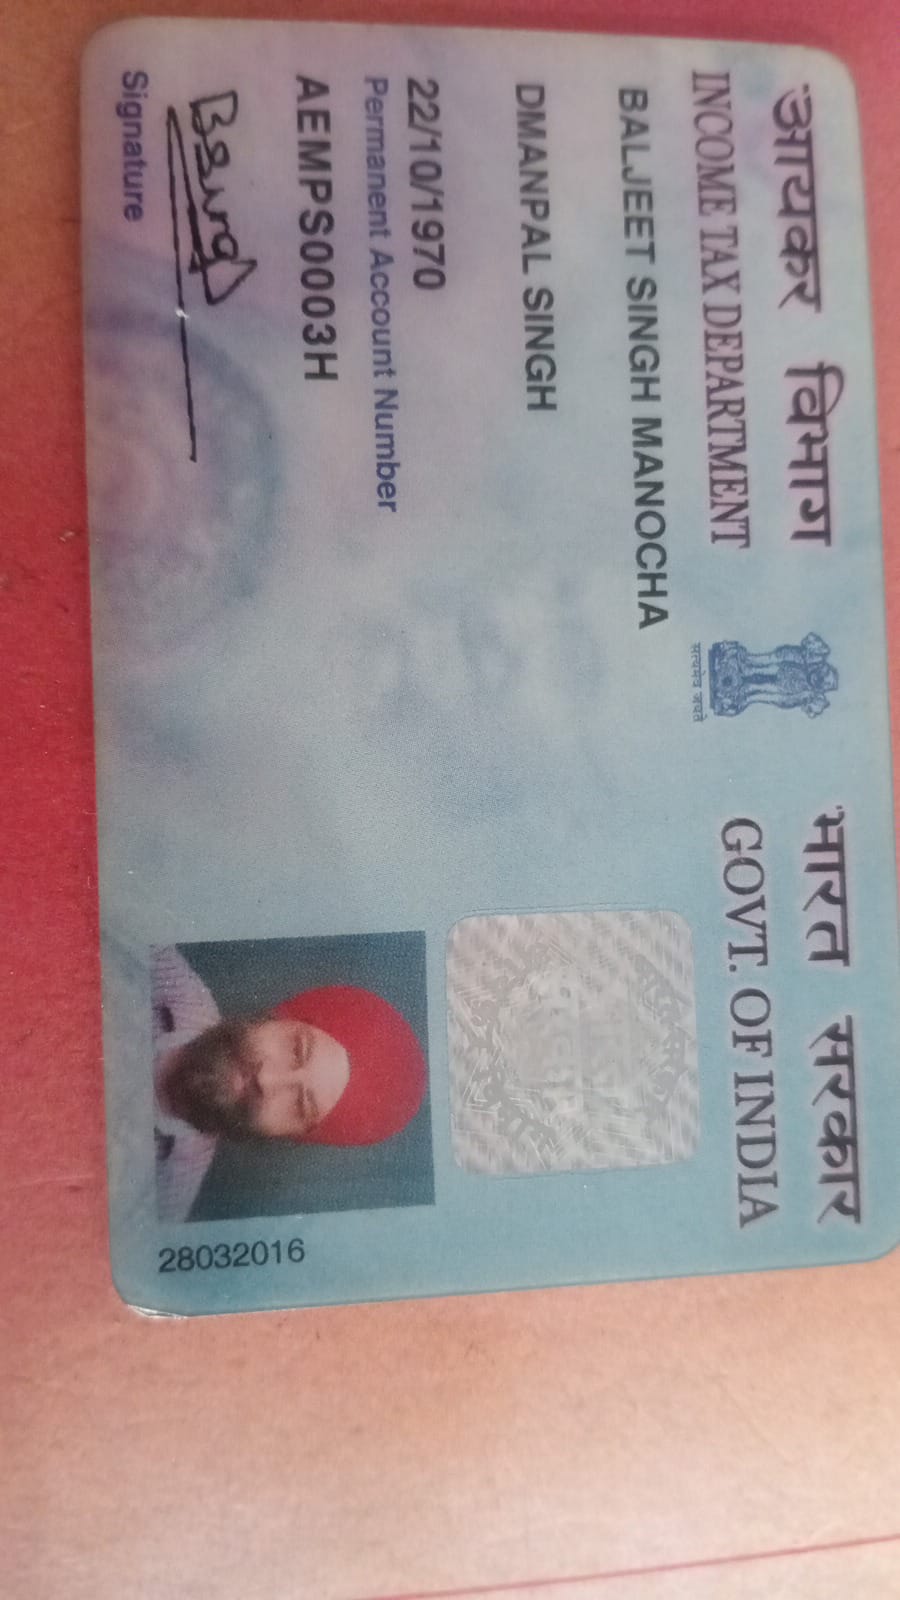 आयकर विभाग
INCOME TAX DEPARTMENT
सत्यमेव जयते
भारत सरकार
GOVT. OF INDIA
BALJEET SINGH MANOCHA
DMANPAL SINGH
22/10/1970
Permanent Account Number
AEMPS0003H
Signature
28032016